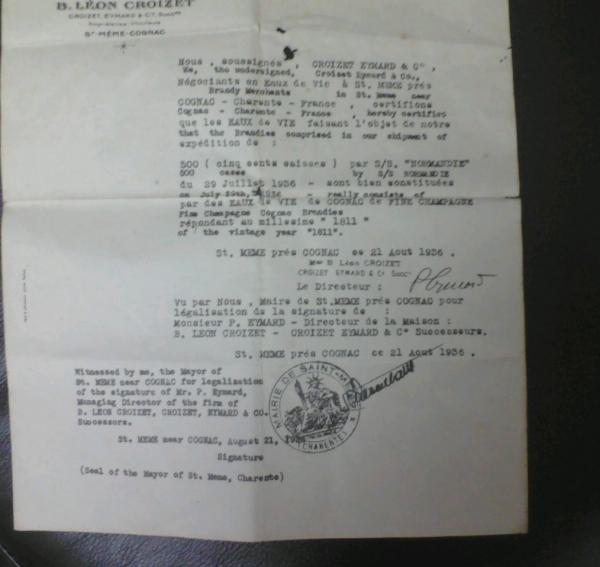 B. LÉON CROIZET
CROIZET, EYMARD & Cie, Succrs
St-MÊME-COGNAC
Nous , soussignés , CROIZET EYMARD & C° ,
We, the undersigned, Croizet Eymard & Co.,
Négociants en Eaux de Vie à St. MEME prés
Brandy Merchants in St. Meme near
COGNAC - Charente - France , certifions
Cognac - Charente - France , hereby certifies
que les EAUX de VIE faisant l'objet de notre
that the Brandies comprised in our shipment of
expédition de :
500 ( cinq cents caisses ) par S/S. "NORMANDIE"
500 cases by S/S NORMANDIE
du 29 Juillet 1936 - sont bien constituées
on July 29th, 1936 - really consists of
par des EAUX de VIE de COGNAC de FINE CHAMPAGNE
Fine Champagne Cognac Brandies
répondant au millesime " 1811 "
of the vintage year "1811".
St. MEME prés COGNAC ce 21 Aout 1936 .
Mon B Léon CROIZET
CROIZET EYMARD & Cie Succrs
Le Directeur :
Vu par Nous , Maire de St.MEME prés COGNAC pour
légalisation de la signature de :
Monsieur P. EYMARD - Directeur de la Maison :
B. LEON CROIZET - CROIZET EYMARD & C° Successeurs.
St. MEME prés COGNAC ce 21 Aout 1936 .
Witnessed by me, the Mayor of
St. MEME near COGNAC for legalization
of the signature of Mr. P. Eymard,
Managing Director of the firm of
B. LEON CROIZET, CROIZET, EYMARD & CO.
Successors.
MAIRIE DE SAINT-MÊME
(CHARENTE)
St. MEME near COGNAC, August 21, 1936
Signature
(Seal of the Mayor of St. Meme, Charente)